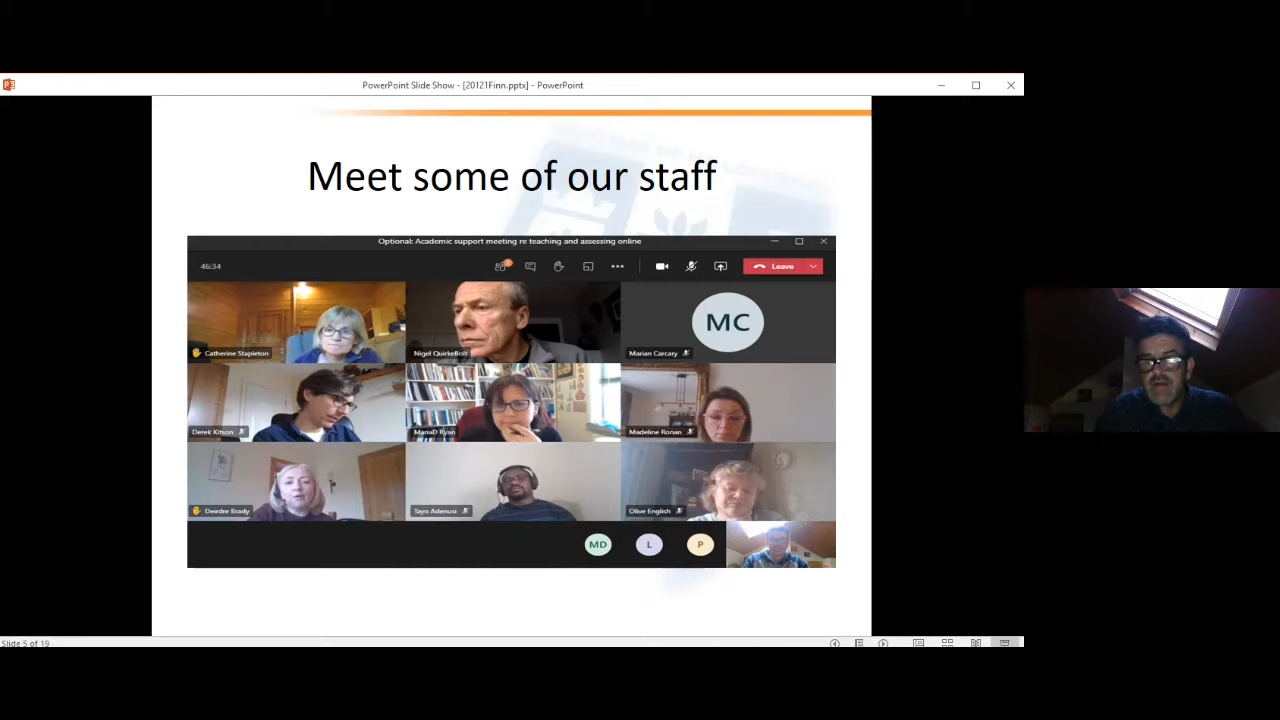 PowerPoint Slide Show - [20121Finn.pptx] - PowerPoint
Meet some of our staff
Optional: Academic support meeting re teaching and assessing online
46:34
2
Leave
MC
Catherine Stapleton
Nigel QuirkeBolt
Marian Carcary
Derek Kitson
MariaD Ryan
Madeline Ronan
Deirdre Brady
Tayo Adenusi
Olive English
MD
L
P
Slide 5 of 19